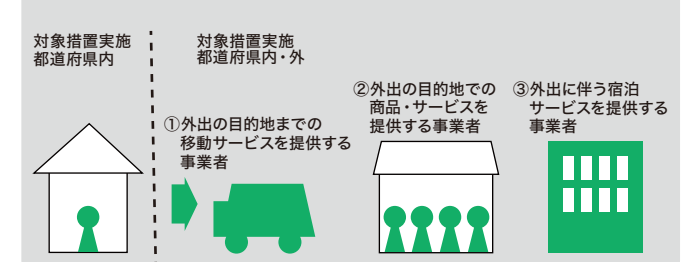 対象措置実施
都道府県内
対象措置実施
都道府県内・外
①外出の目的地までの
移動サービスを提供する
事業者
②外出の目的地での
商品・サービスを
提供する事業者
③外出に伴う宿泊
サービスを提供する
事業者